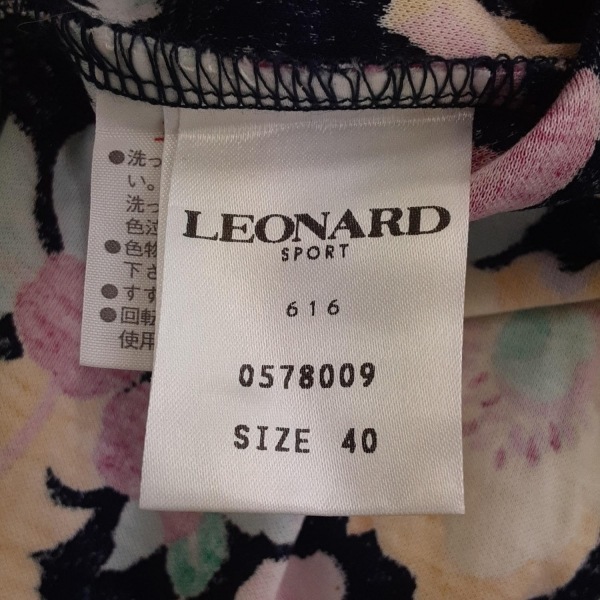 LEONARD
SPORT
616
0578009
SIZE 40
●洗っ
い。
洗っ
色泣
●色物
下さ
●すす
●回転
使用